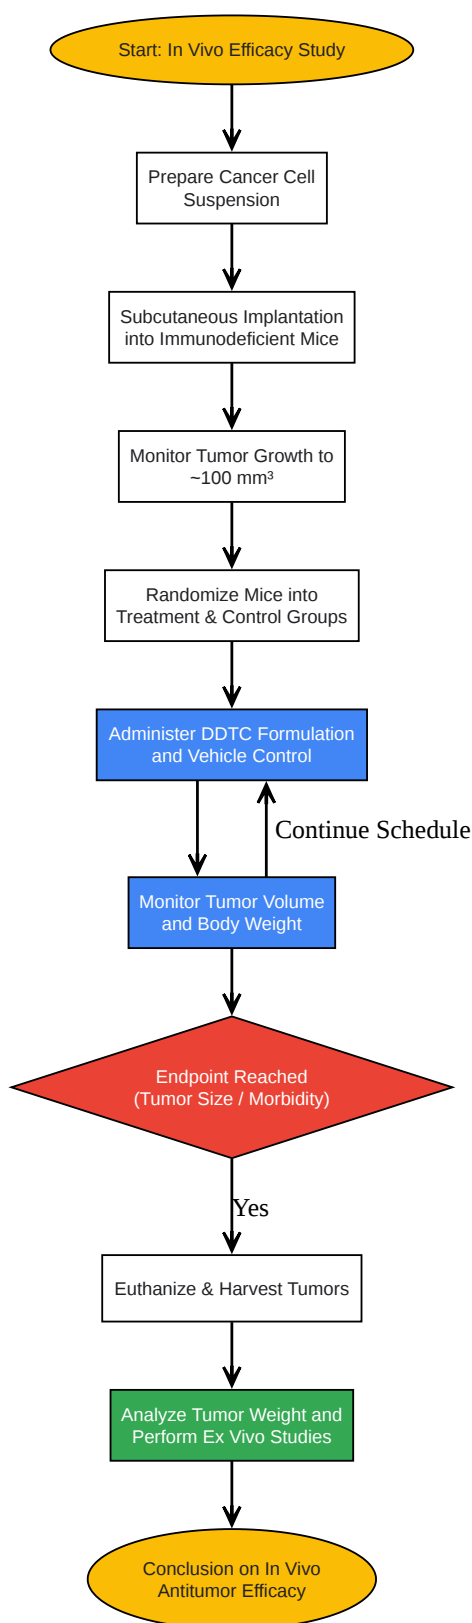 Start: In Vivo Efficacy Study
Prepare Cancer Cell
Suspension
Subcutaneous Implantation
into Immunodeficient Mice
Monitor Tumor Growth to
~100 mm³
Randomize Mice into
Treatment & Control Groups
Administer DDTC Formulation
and Vehicle Control
Continue Schedule
Monitor Tumor Volume
and Body Weight
Endpoint Reached
(Tumor Size / Morbidity)
Yes
Euthanize & Harvest Tumors
Analyze Tumor Weight and
Perform Ex Vivo Studies
Conclusion on In Vivo
Antitumor Efficacy